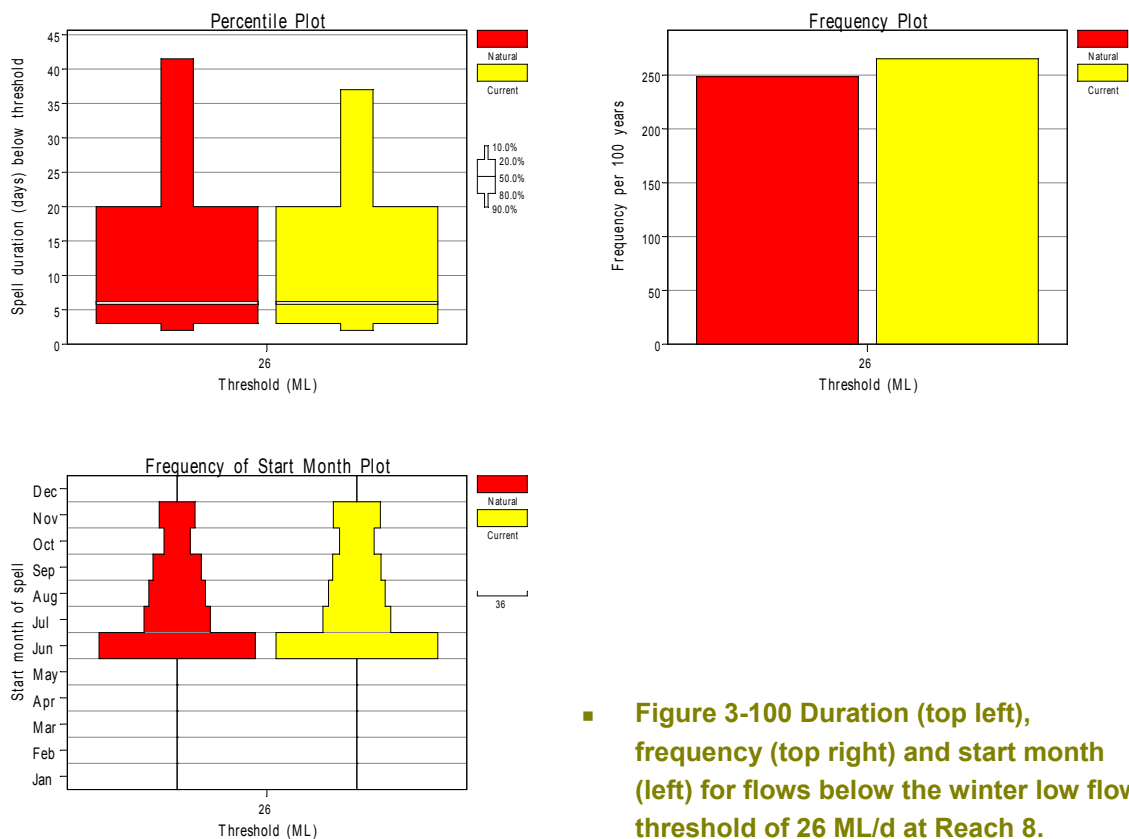 Percentile Plot
45
40
35
30
25
20
15
10
5
0
Spell duration (days) below threshold
26
Threshold (ML)
Natural
Current
10.0%
20.0%
50.0%
80.0%
90.0%
Frequency Plot
250
200
150
100
50
0
Frequency per 100 years
26
Threshold (ML)
Natural
Current
Frequency of Start Month Plot
Dec
Nov
Oct
Sep
Aug
Jul
Jun
May
Apr
Mar
Feb
Jan
Start month of spell
26
Threshold (ML)
Natural
Current
36
▪ Figure 3-100 Duration (top left),
frequency (top right) and start month
(left) for flows below the winter low flow
threshold of 26 ML/d at Reach 8.